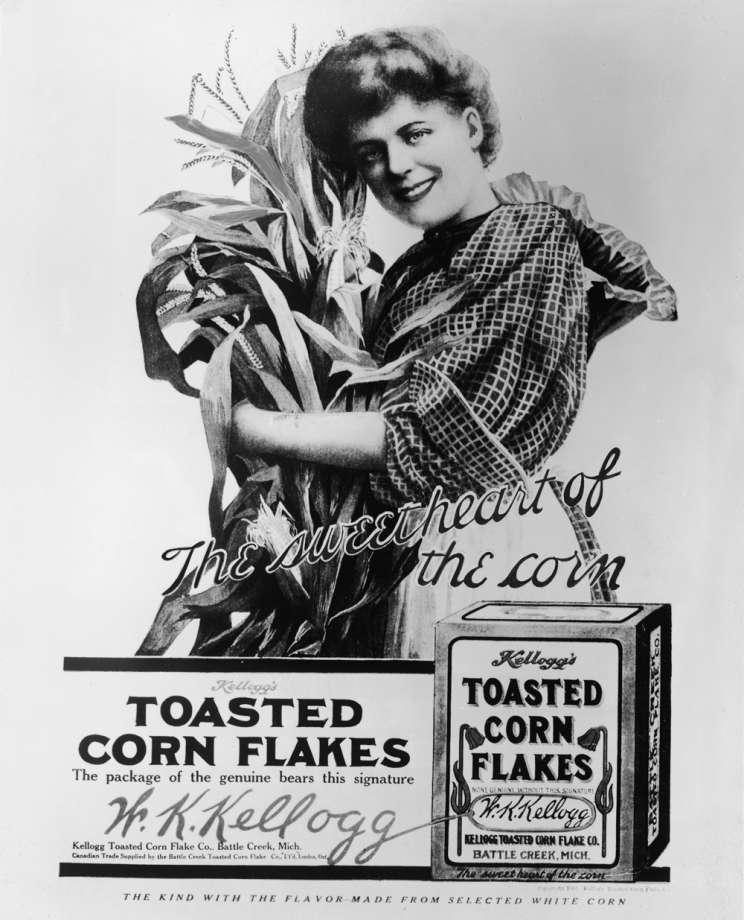 The sweetheart of
the corn
Kellogg's
TOASTED
CORN FLAKES
The package of the genuine bears this signature
W. K. Kellogg
Kellogg Toasted Corn Flake Co., Battle Creek, Mich.
Canadian Trade Supplied by the Battle Creek Toasted Corn Flake Co., LTD, London, Ont.
Kellogg's
TOASTED
CORN
FLAKES
NONE GENUINE WITHOUT THIS SIGNATURE
W.K.Kellogg
KELLOGG TOASTED CORN FLAKE CO.
BATTLE CREEK, MICH.
The sweet heart of the corn
THE KIND WITH THE FLAVOR—MADE FROM SELECTED WHITE CORN